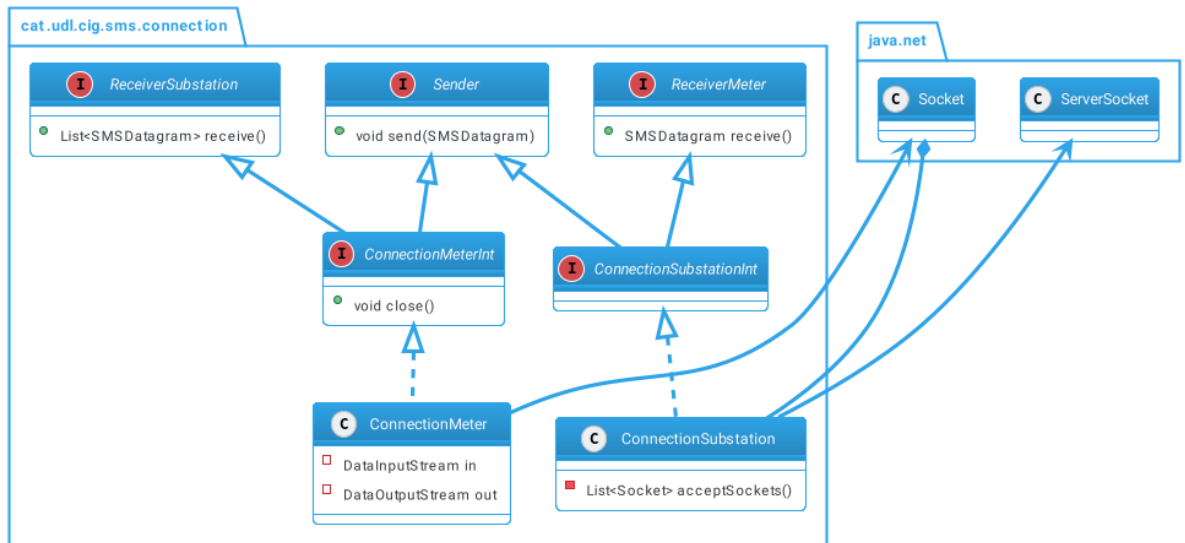 cat.udl.cig.sms.connection
java.net
I ReceiverSubstation
List<SMSDatagram> receive()
I Sender
void send(SMSDatagram)
I ReceiverMeter
SMSDatagram receive()
C Socket
C ServerSocket
I ConnectionMeterInt
void close()
I ConnectionSubstationInt
C ConnectionMeter
DataInputStream in
DataOutputStream out
C ConnectionSubstation
List<Socket> acceptSockets()